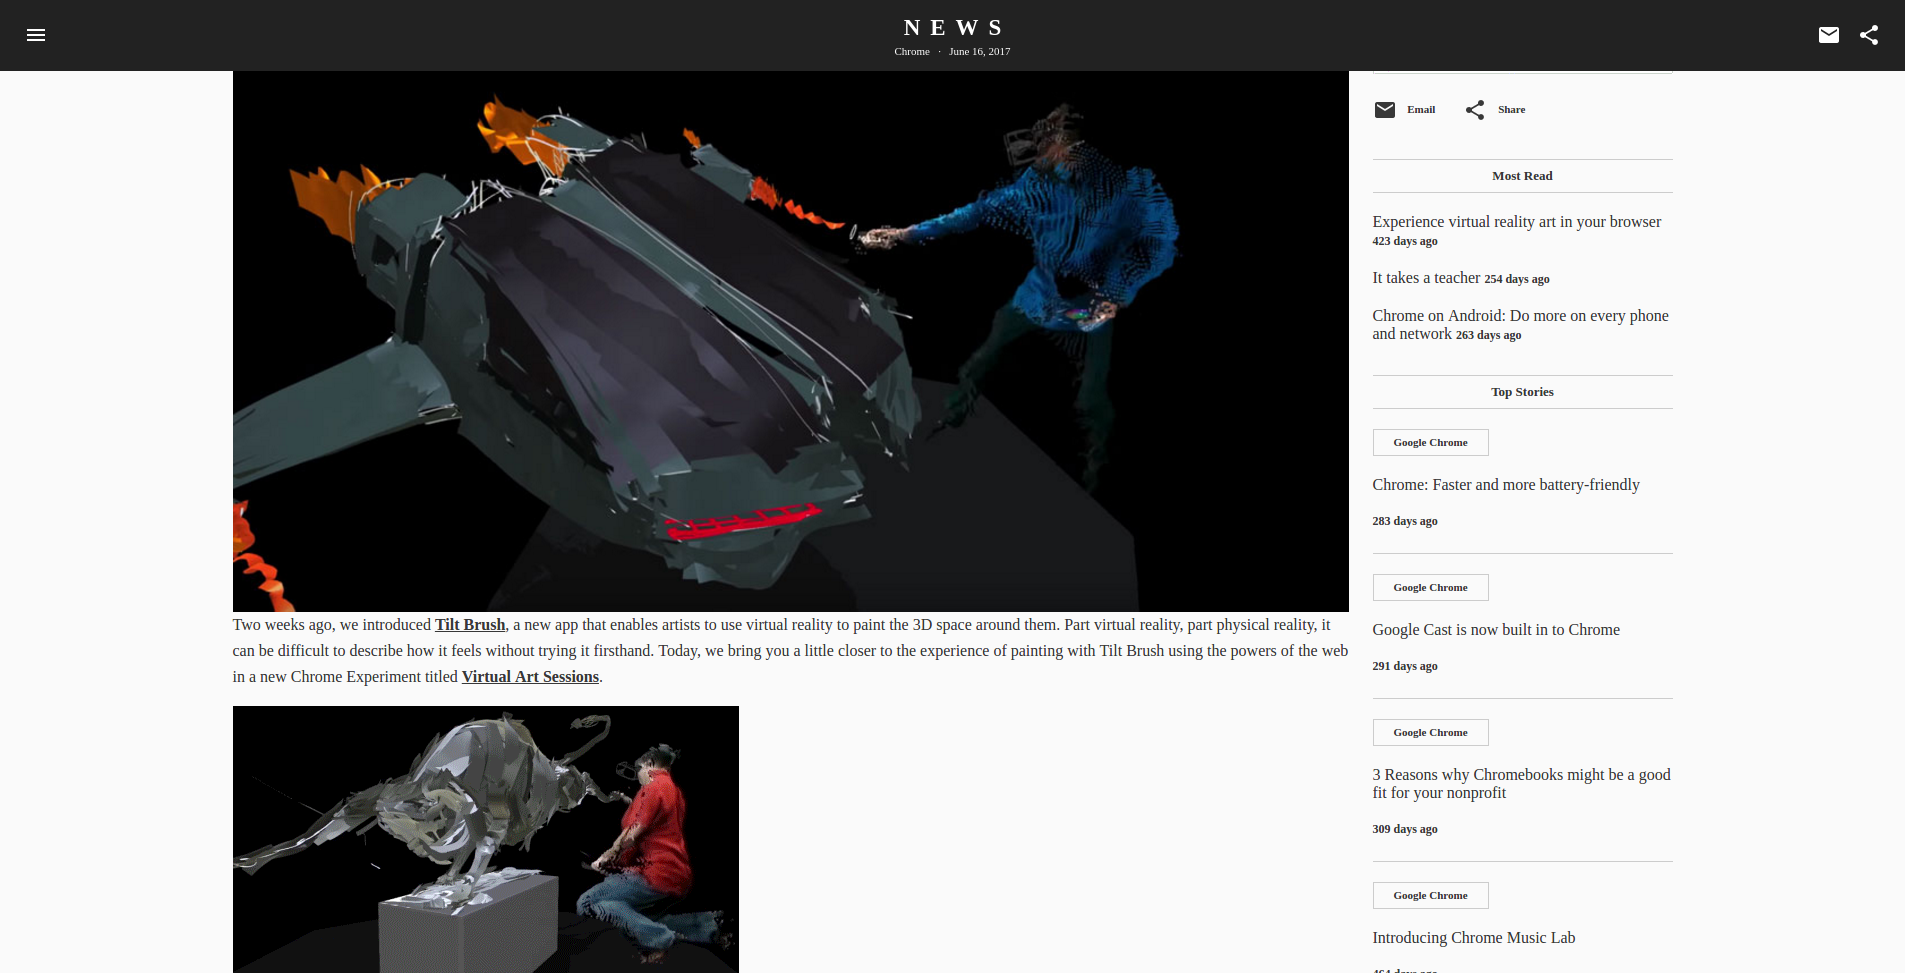 NEWS
Chrome · June 16, 2017
Email
Share
Most Read
Experience virtual reality art in your browser
423 days ago
It takes a teacher 254 days ago
Chrome on Android: Do more on every phone
and network 263 days ago
Top Stories
Google Chrome
Chrome: Faster and more battery-friendly
283 days ago
Google Chrome
Google Cast is now built in to Chrome
291 days ago
Google Chrome
3 Reasons why Chromebooks might be a good
fit for your nonprofit
309 days ago
Google Chrome
Introducing Chrome Music Lab
Two weeks ago, we introduced Tilt Brush, a new app that enables artists to use virtual reality to paint the 3D space around them. Part virtual reality, part physical reality, it
can be difficult to describe how it feels without trying it firsthand. Today, we bring you a little closer to the experience of painting with Tilt Brush using the powers of the web
in a new Chrome Experiment titled Virtual Art Sessions.